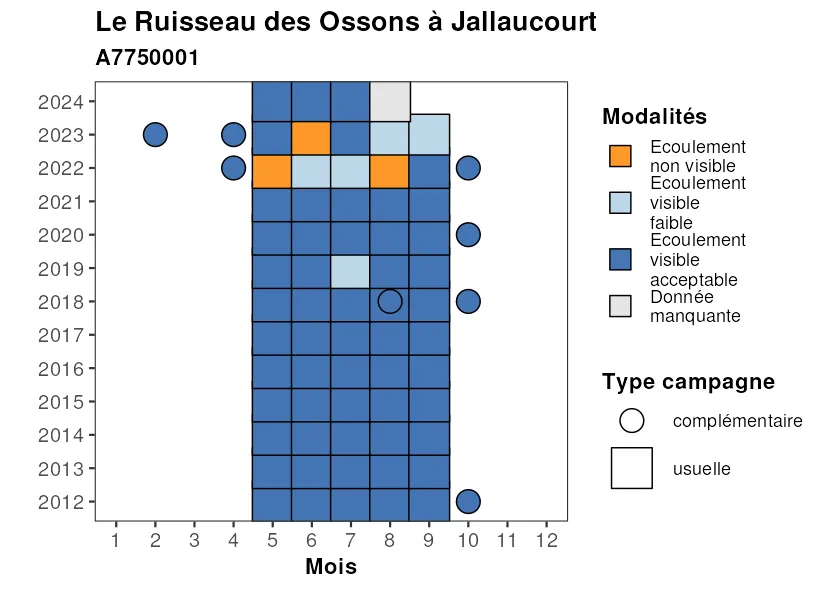 Le Ruisseau des Ossons à Jallaucourt
A7750001
2024
2023
2022
2021
2020
2019
2018
2017
2016
2015
2014
2013
2012
1 2 3 4 5 6 7 8 9 10 11 12
Mois
Modalités
Ecoulement
non visible
Ecoulement
visible
faible
Ecoulement
visible
acceptable
Donnée
manquante
Type campagne
complémentaire
usuelle